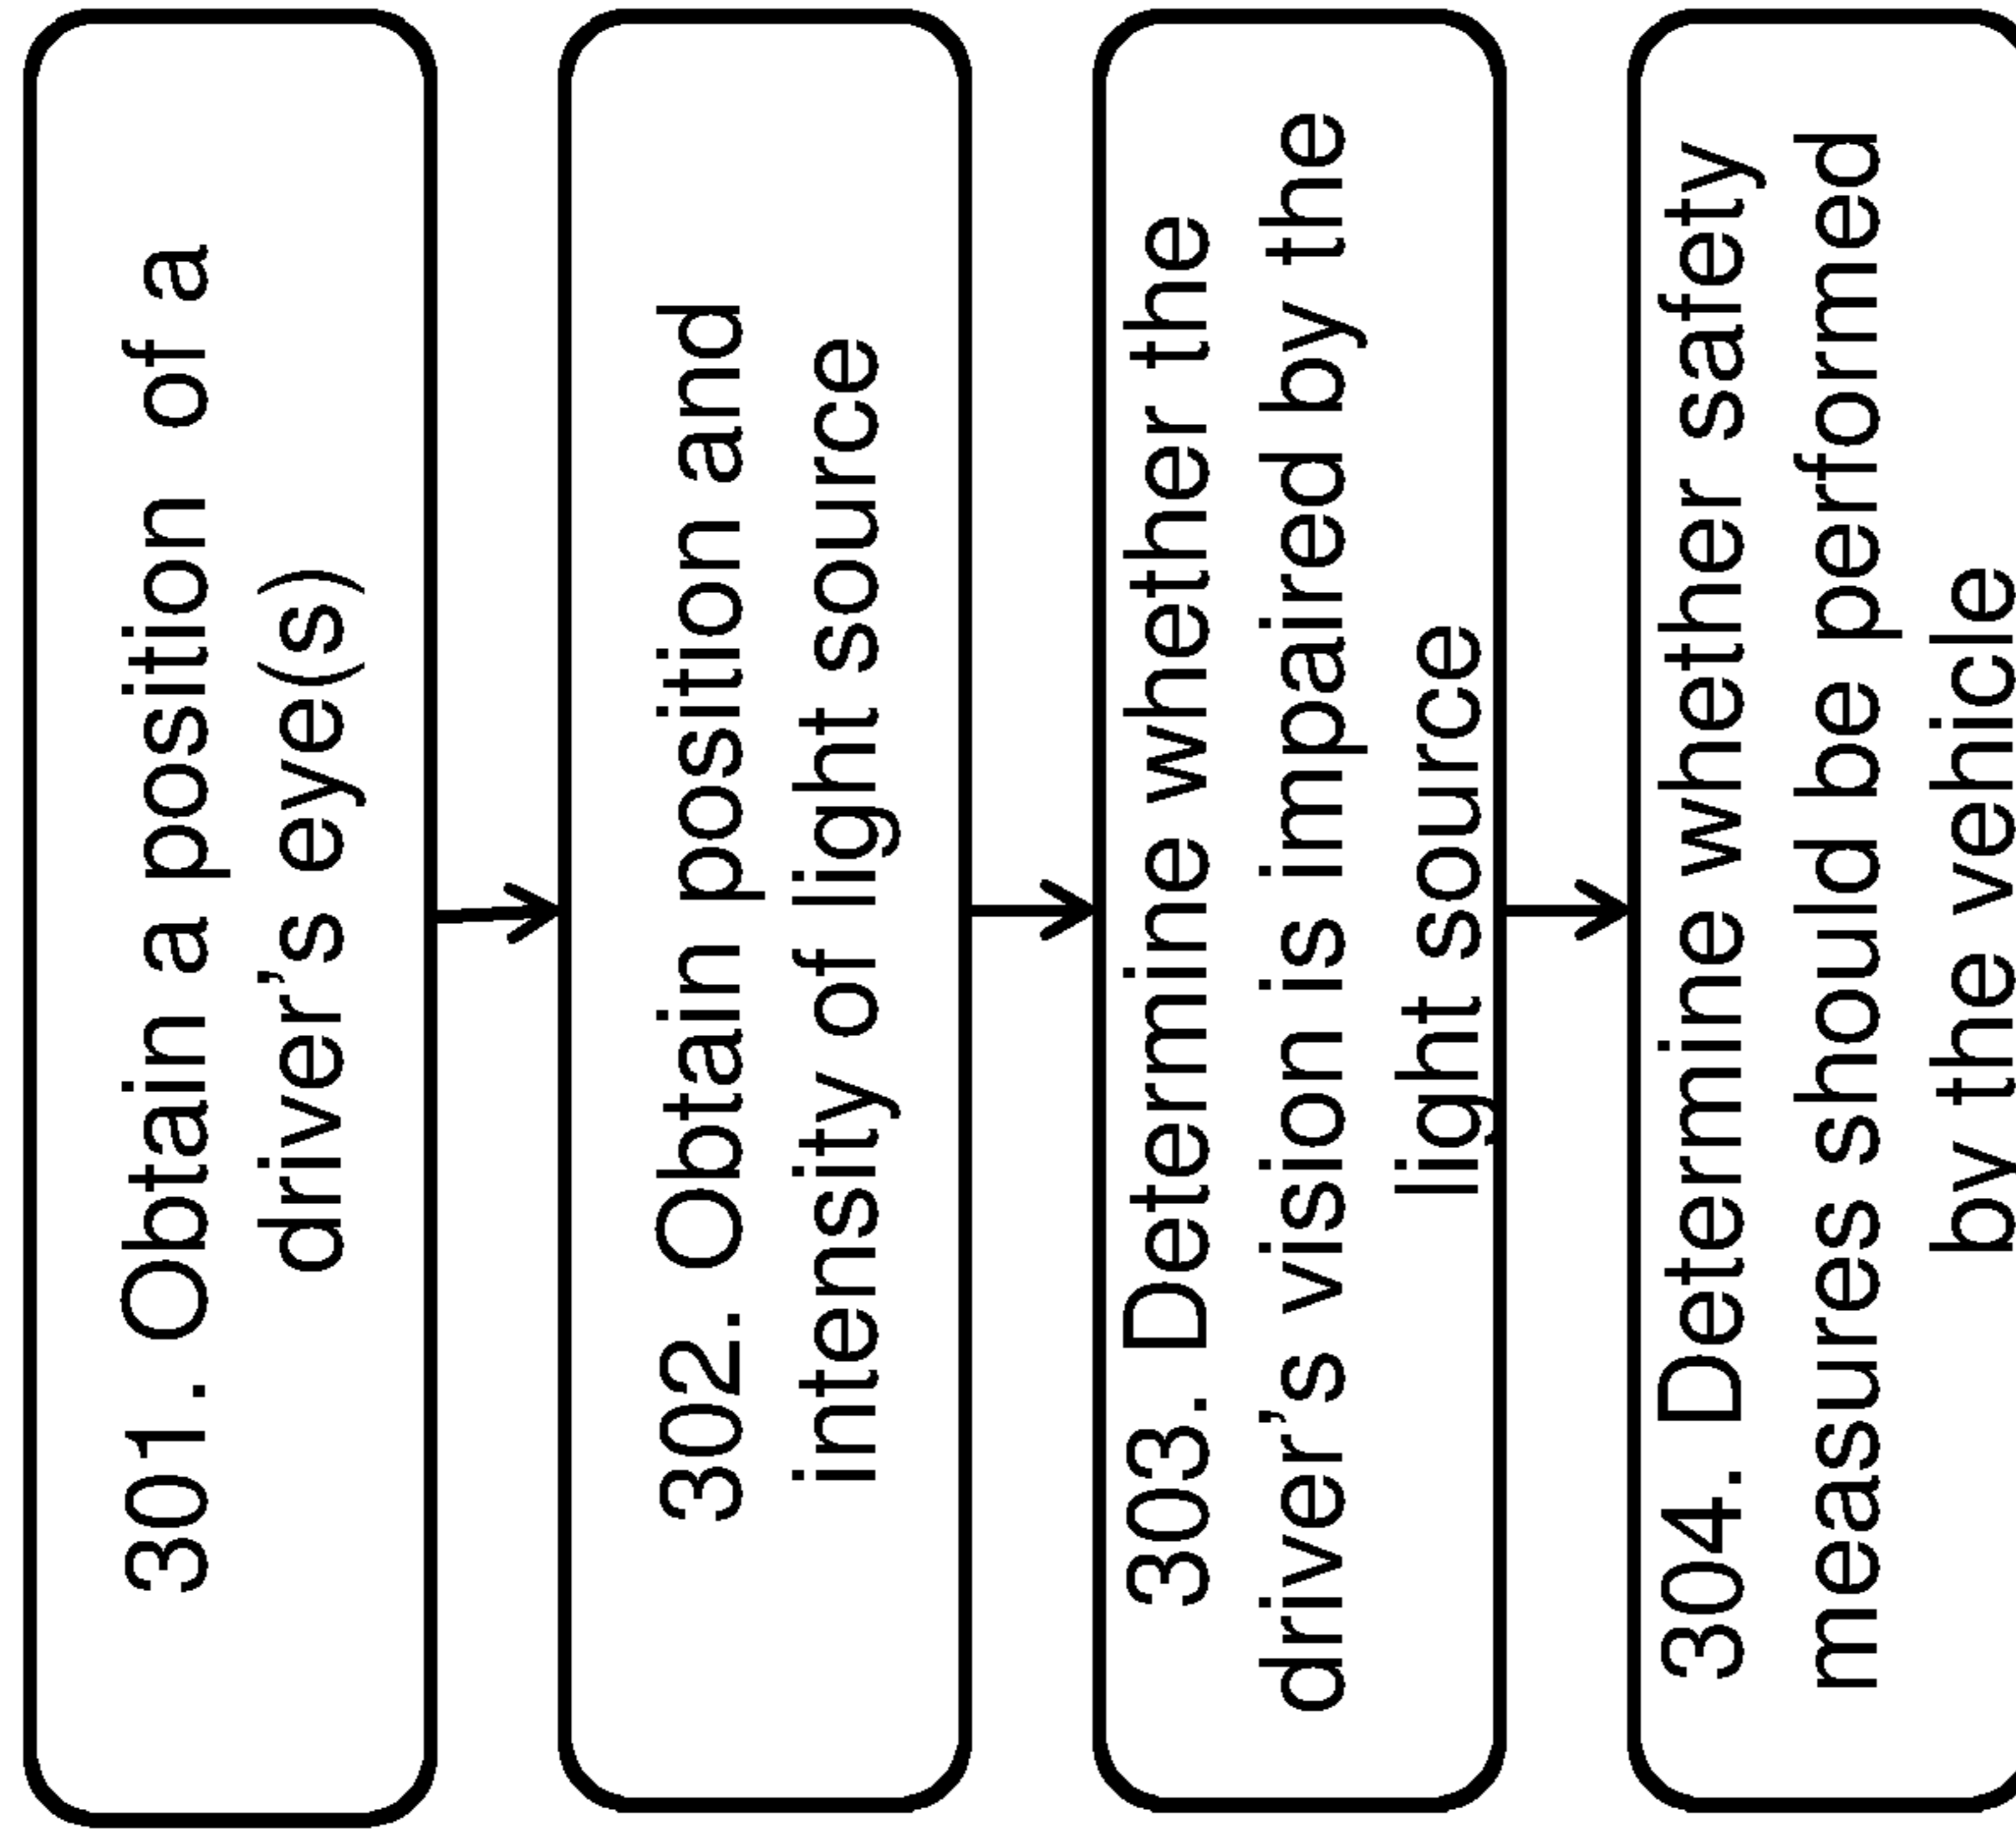 301. Obtain a position of a
driver’s eye(s)
302. Obtain position and
intensity of light source
303. Determine whether the
driver’s vision is impaired by the
light source
304. Determine whether safety
measures should be performed
by the vehicle